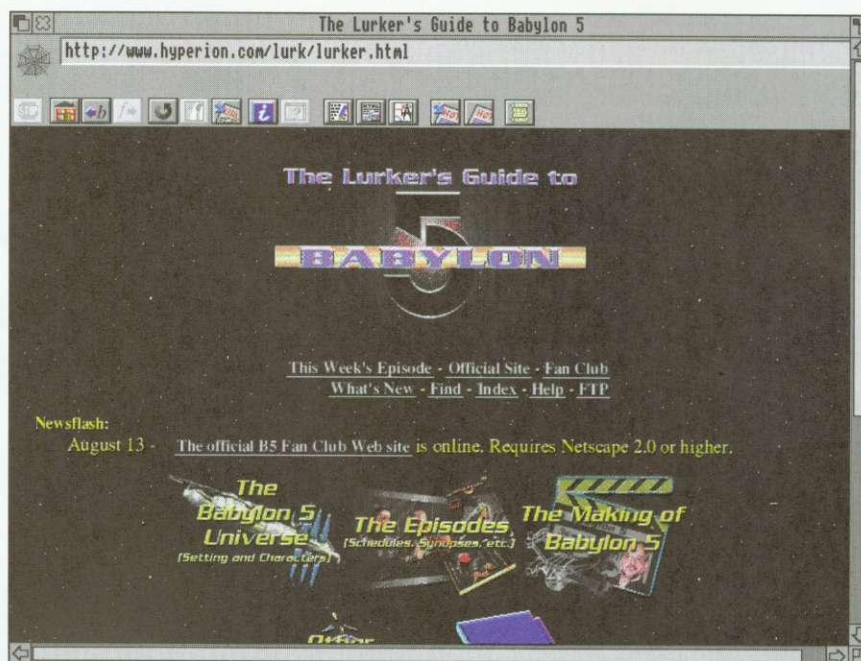 The Lurker's Guide to Babylon 5
http://www.hyperion.com/lurk/lurker.html
The Lurker's Guide to
5
BABYLON
This Week's Episode - Official Site - Fan Club
What's New - Find - Index - Help - FTP
Newsflash:
August 13 - The official B5 Fan Club Web site is online. Requires Netscape 2.0 or higher.
The
Babylon 5
Universe
(Setting and Characters)
The Episodes
(Schedules, Synopses, etc.)
The Making of
Babylon 5
Other